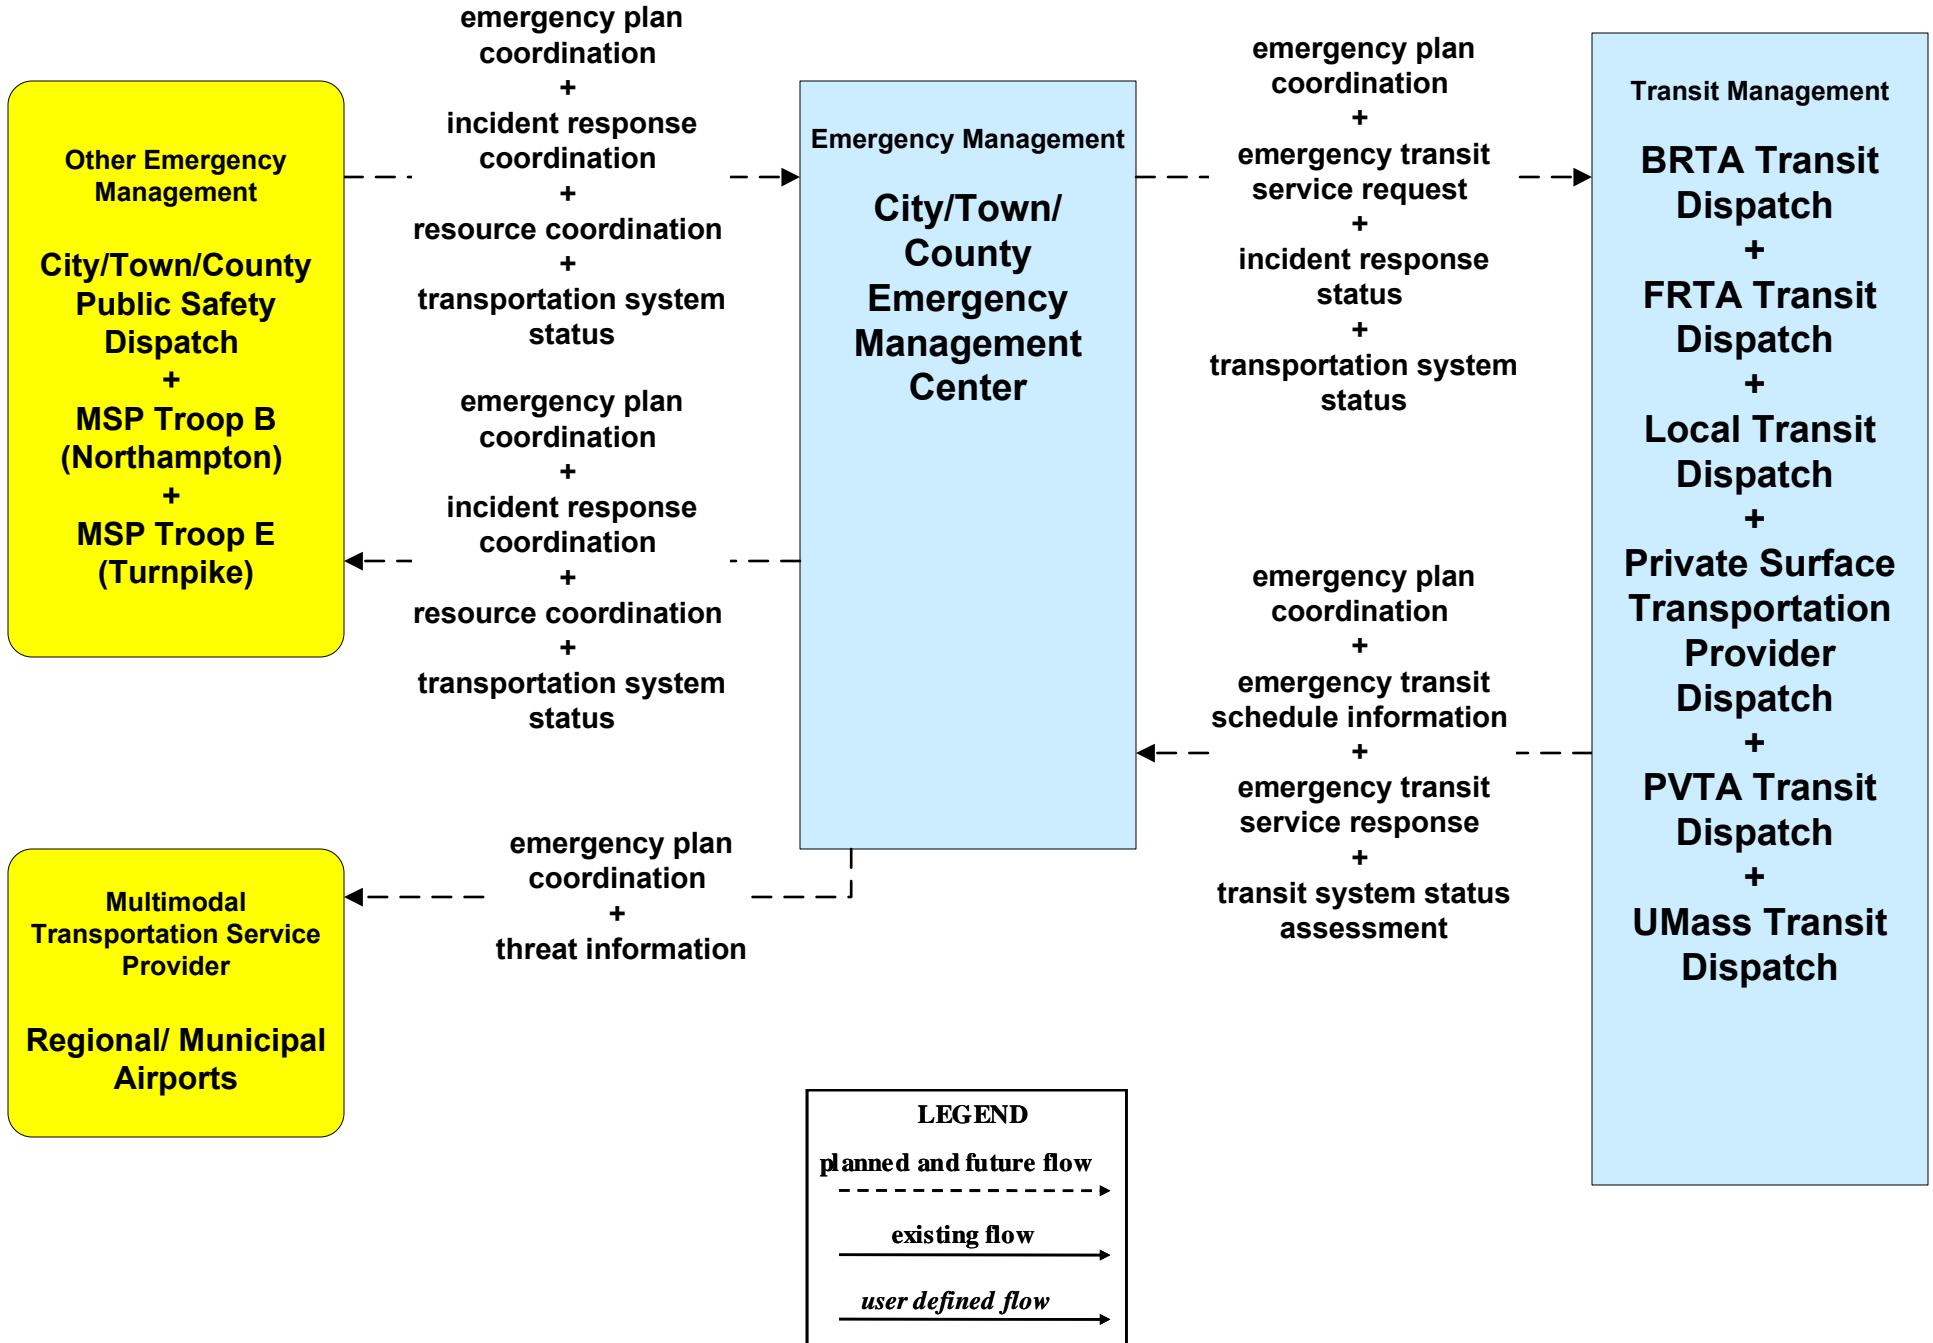 Other Emergency
Management
City/Town/County
Public Safety
Dispatch
+
MSP Troop B
(Northampton)
+
MSP Troop E
(Turnpike)
emergency plan
coordination
+
incident response
coordination
+
resource coordination
+
transportation system
status
emergency plan
coordination
+
incident response
coordination
+
resource coordination
+
transportation system
status
Emergency Management
City/Town/
County
Emergency
Management
Center
emergency plan
coordination
+
emergency transit
service request
+
incident response
status
+
transportation system
status
emergency plan
coordination
+
emergency transit
schedule information
+
emergency transit
service response
+
transit system status
assessment
Transit Management
BRTA Transit
Dispatch
+
FRTA Transit
Dispatch
+
Local Transit
Dispatch
+
Private Surface
Transportation
Provider
Dispatch
+
PVTA Transit
Dispatch
+
UMass Transit
Dispatch
Multimodal
Transportation Service
Provider
Regional/ Municipal
Airports
emergency plan
coordination
+
threat information
LEGEND
planned and future flow
existing flow
user defined flow